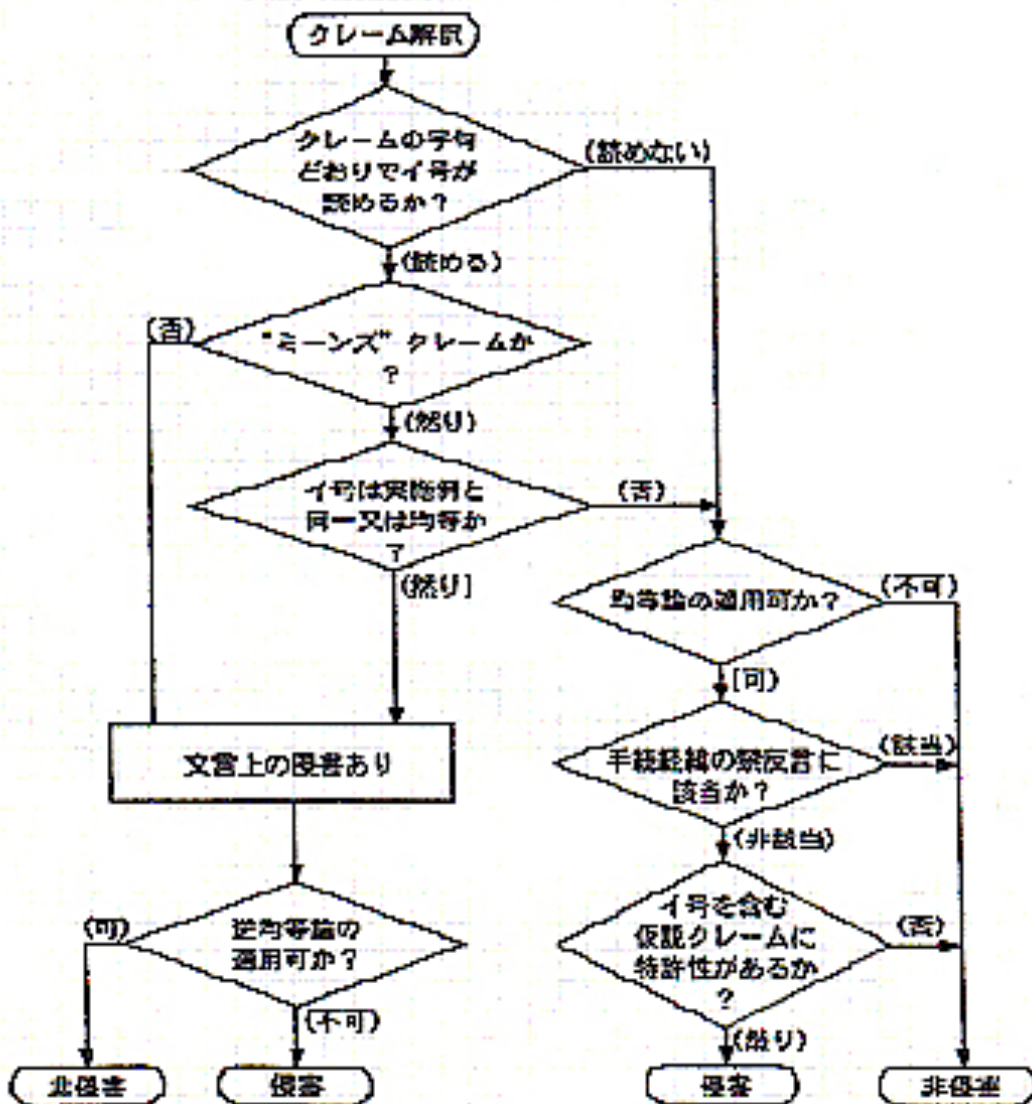 クレーム解釈
クレームの字句
どおりでイ号が
読めるか?
(読めない)
(読める)
(否)
"ミーンズ" クレームか
?
(然り)
イ号は実施例と
同一又は均等か
?
(否)
(然り]
均等論の適用可か?
(不可)
[可)
文言上の侵害あり
手続経緯の禁反言に
該当か?
(該当)
(非該当)
(可)
逆均等論の
適用可か?
(不可)
イ号を含む
仮説クレームに
特許性があるか
?
(否)
(然り)
非侵害
侵害
侵害
非侵害